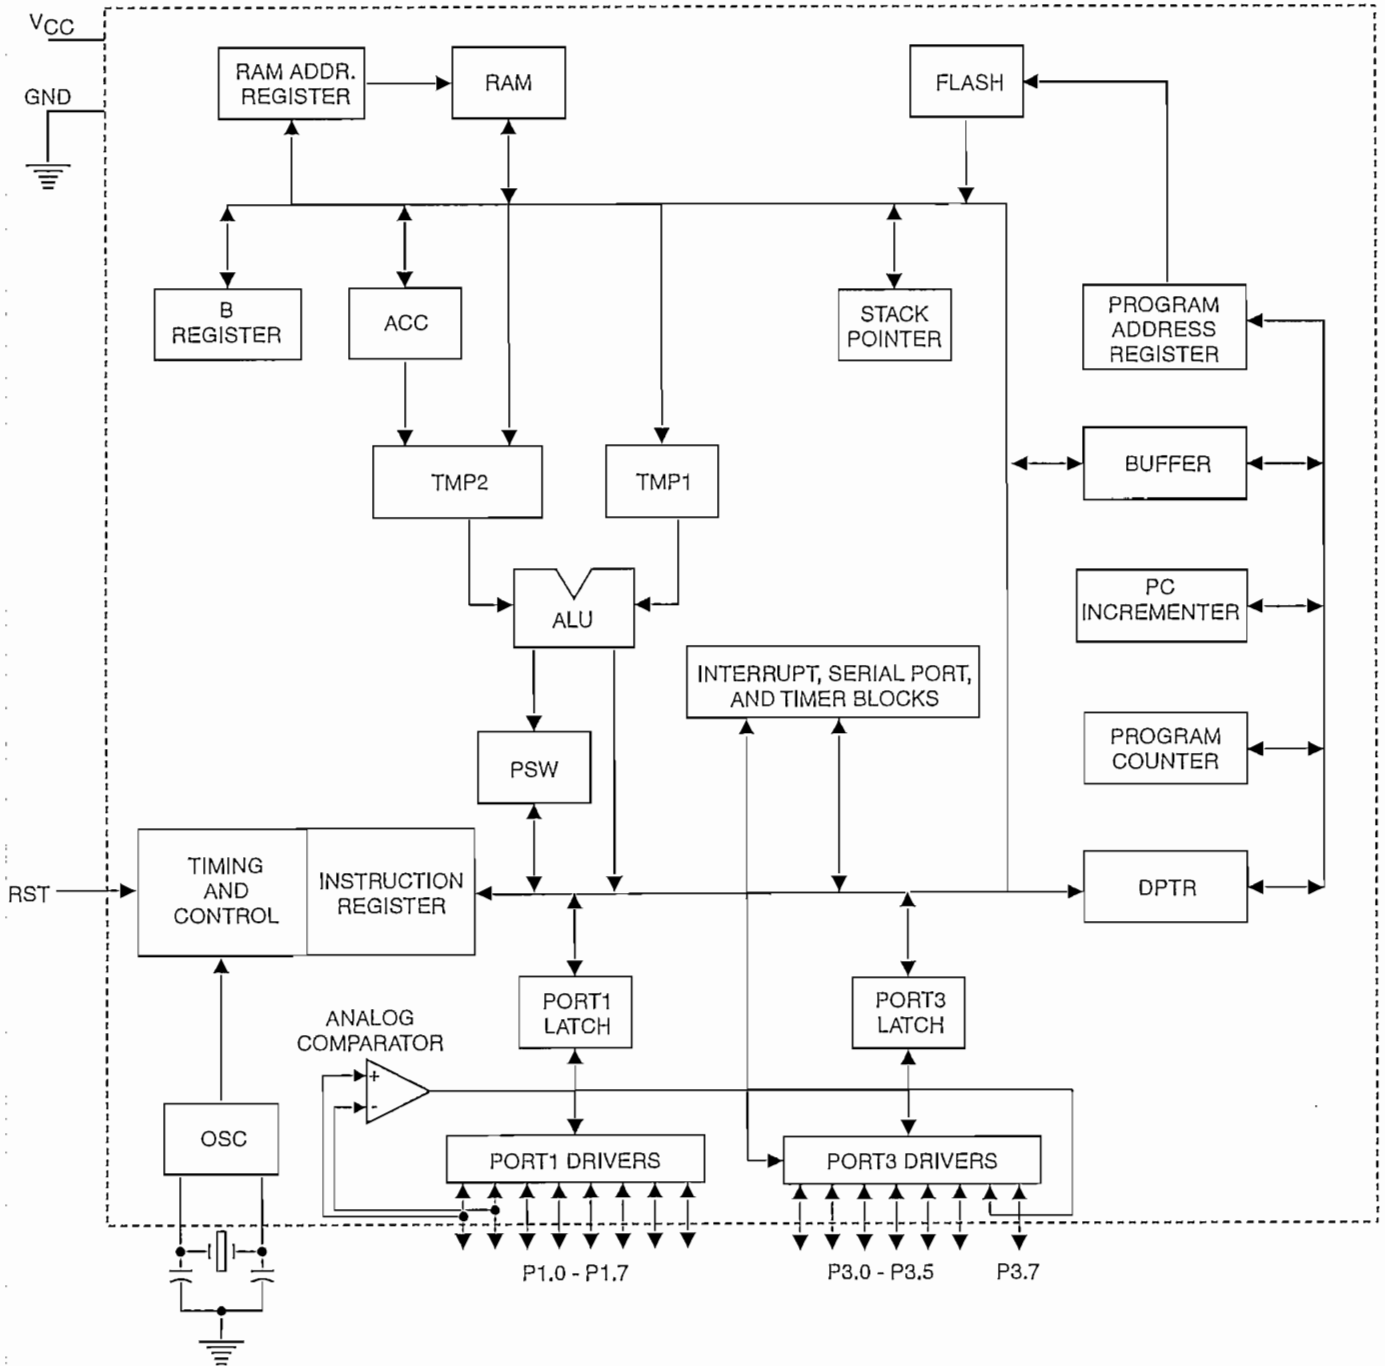 VCC
GND
RAM ADDR.
REGISTER
RAM
FLASH
B
REGISTER
ACC
STACK
POINTER
PROGRAM
ADDRESS
REGISTER
TMP2
TMP1
BUFFER
ALU
PC
INCREMENTER
INTERRUPT, SERIAL PORT,
AND TIMER BLOCKS
PSW
PROGRAM
COUNTER
RST
TIMING
AND
CONTROL
INSTRUCTION
REGISTER
DPTR
PORT1
LATCH
PORT3
LATCH
ANALOG
COMPARATOR
+
-
OSC
PORT1 DRIVERS
PORT3 DRIVERS
P1.0 - P1.7
P3.0 - P3.5
P3.7